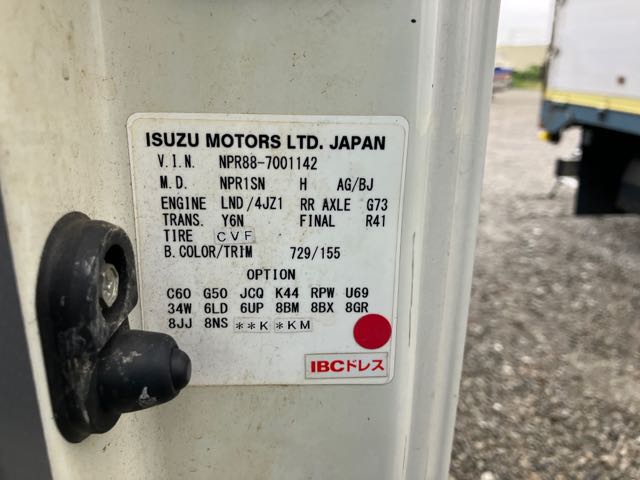 ISUZU MOTORS LTD. JAPAN
V.I.N. NPR88-7001142
M.D. NPR1SN H AG/BJ
ENGINE LND/4JZ1 RR AXLE G73
TRANS. Y6N FINAL R41
TIRE CVF
B.COLOR/TRIM 729/155
OPTION
C60 G50 JCQ K44 RPW U69
34W 6LD 6UP 8BM 8BX 8GR
8JJ 8NS **K *KM
IBCドレス